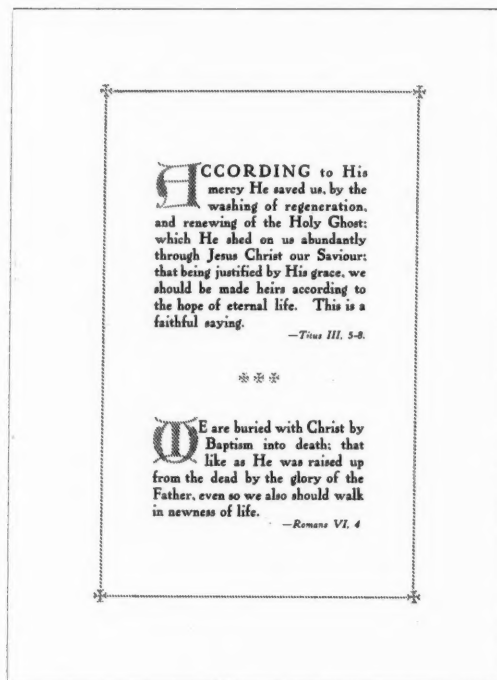 ACCORDING to His
mercy He saved us, by the
washing of regeneration,
and renewing of the Holy Ghost;
which He shed on us abundantly
through Jesus Christ our Saviour;
that being justified by His grace, we
should be made heirs according to
the hope of eternal life. This is a
faithful saying.
—Titus III, 5-8.
WE are buried with Christ by
Baptism into death; that
like as He was raised up
from the dead by the glory of the
Father, even so we also should walk
in newness of life.
—Romans VI, 4